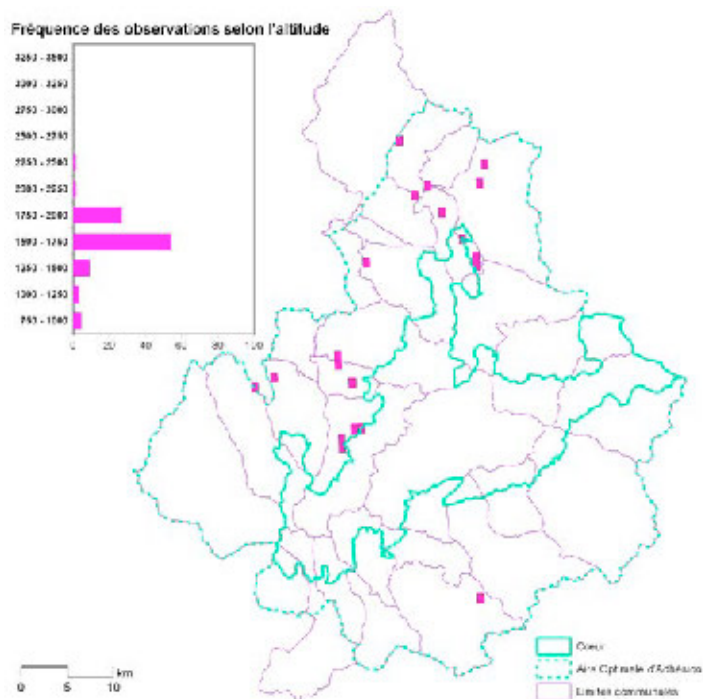 Fréquence des observations selon l'altitude
3250 - 3500
3000 - 3250
2750 - 3000
2500 - 2750
2250 - 2500
2000 - 2250
1750 - 2000
1500 - 1750
1250 - 1500
1000 - 1250
750 - 1000
0 20 40 60 80 100
0 5 10 km
Coeur
Aire Optimale d'Adhésion
Limites communales